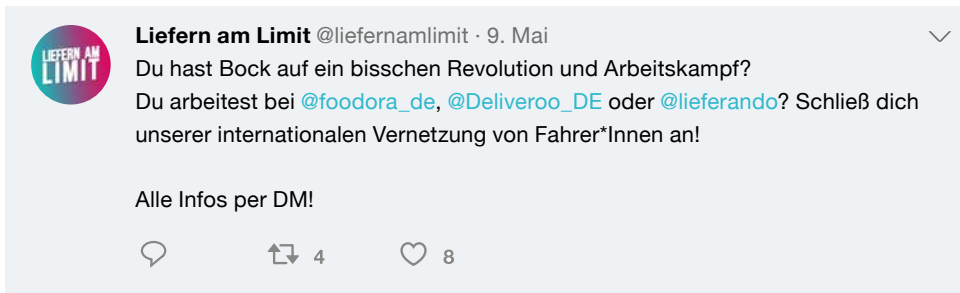 LIEFERN AM
LIMIT
Liefern am Limit @liefernamlimit · 9. Mai
Du hast Bock auf ein bisschen Revolution und Arbeitskampf?
Du arbeitest bei @foodora_de, @Deliveroo_DE oder @lieferando? Schließ dich
unserer internationalen Vernetzung von Fahrer*Innen an!
Alle Infos per DM!
4 8